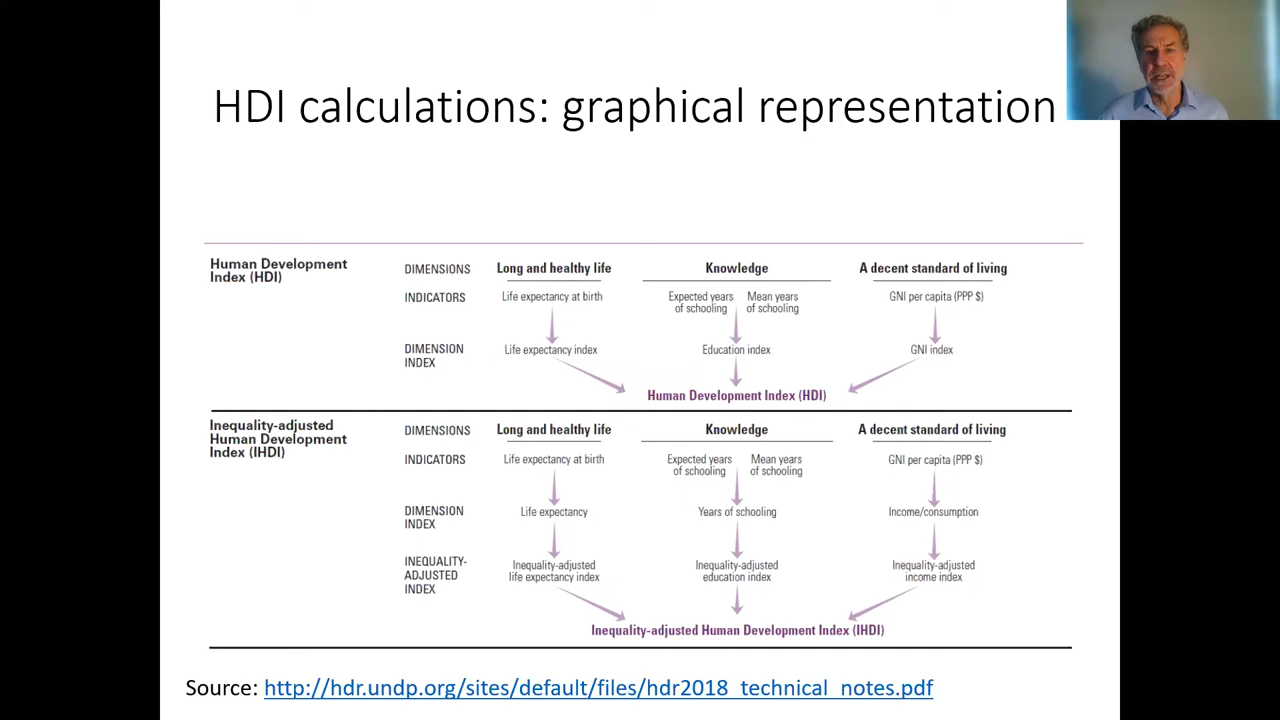 HDI calculations: graphical representation
Human Development
Index (HDI)
DIMENSIONS
Long and healthy life
Knowledge
A decent standard of living
INDICATORS
Life expectancy at birth
Expected years
of schooling
Mean years
of schooling
GNI per capita (PPP $)
DIMENSION
INDEX
Life expectancy index
Education index
GNI index
Human Development Index (HDI)
Inequality-adjusted
Human Development
Index (IHDI)
DIMENSIONS
Long and healthy life
Knowledge
A decent standard of living
INDICATORS
Life expectancy at birth
Expected years
of schooling
Mean years
of schooling
GNI per capita (PPP $)
DIMENSION
INDEX
Life expectancy
Years of schooling
Income/consumption
INEQUALITY-
ADJUSTED
INDEX
Inequality-adjusted
life expectancy index
Inequality-adjusted
education index
Inequality-adjusted
income index
Inequality-adjusted Human Development Index (IHDI)
Source: http://hdr.undp.org/sites/default/files/hdr2018_technical_notes.pdf